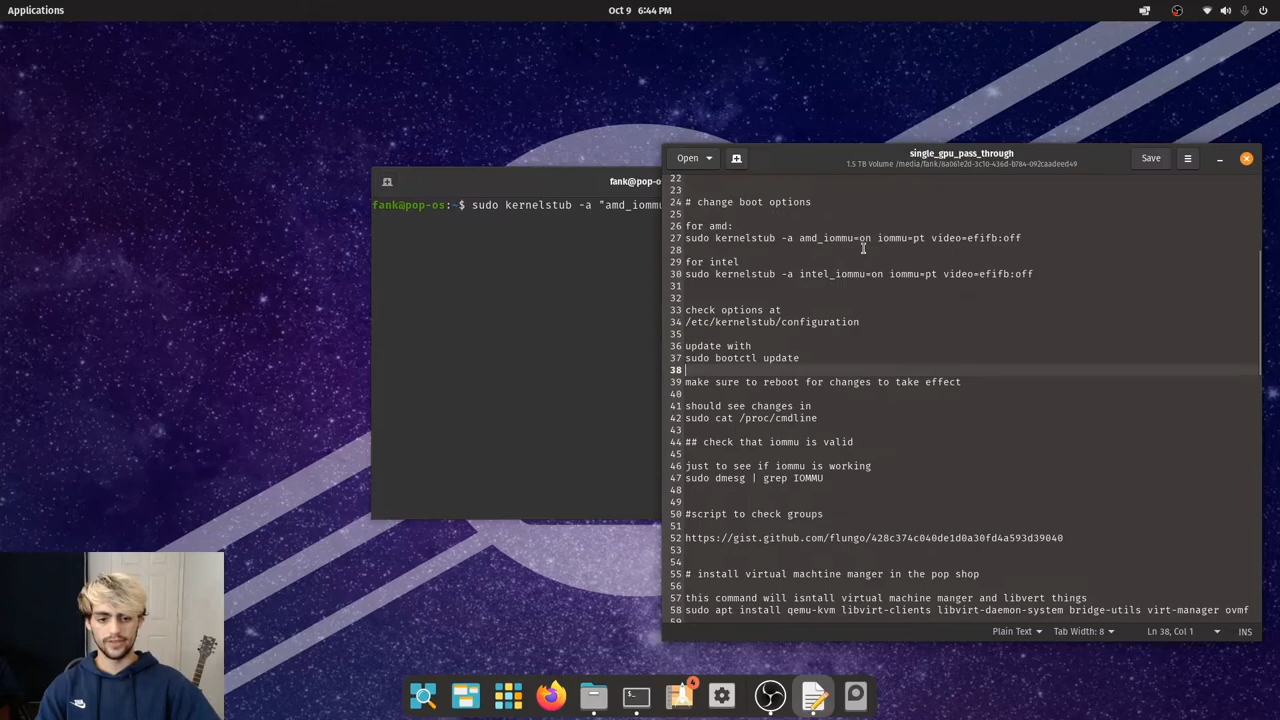 Applications
Oct 9 6:44 PM
fank@pop-o
fank@pop-os:~$ sudo kernelstub -a "amd_iommu
Open
single_gpu_pass_through
1.5 TB Volume /media/fank/8a061e2d-3c10-436d-b784-092caadeed49
Save
22
23
24 # change boot options
25
26 for amd:
27 sudo kernelstub -a amd_iommu=on iommu=pt video=efifb:off
28
29 for intel
30 sudo kernelstub -a intel_iommu=on iommu=pt video=efifb:off
31
32
33 check options at
34 /etc/kernelstub/configuration
35
36 update with
37 sudo bootctl update
38
39 make sure to reboot for changes to take effect
40
41 should see changes in
42 sudo cat /proc/cmdline
43
44 ## check that iommu is valid
45
46 just to see if iommu is working
47 sudo dmesg | grep IOMMU
48
49
50 #script to check groups
51
52 https://gist.github.com/flungo/428c374c040de1d0a30fd4a593d39040
53
54
55 # install virtual machtine manger in the pop shop
56
57 this command will isntall virtual machine manger and libvert things
58 sudo apt install qemu-kvm libvirt-clients libvirt-daemon-system bridge-utils virt-manager ovmf
59
Plain Text
Tab Width: 8
Ln 38, Col 1
INS
4